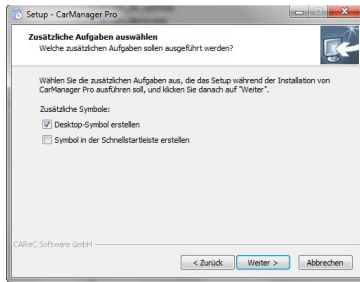 Setup - CarManager Pro
Zusätzliche Aufgaben auswählen
Welche zusätzlichen Aufgaben sollen ausgeführt werden?
Wählen Sie die zusätzlichen Aufgaben aus, die das Setup während der Installation von
CarManager Pro ausführen soll, und klicken Sie danach auf "Weiter".
Zusätzliche Symbole:
Desktop-Symbol erstellen
Symbol in der Schnellstartleiste erstellen
CAReC Software GmbH
< Zurück Weiter > Abbrechen